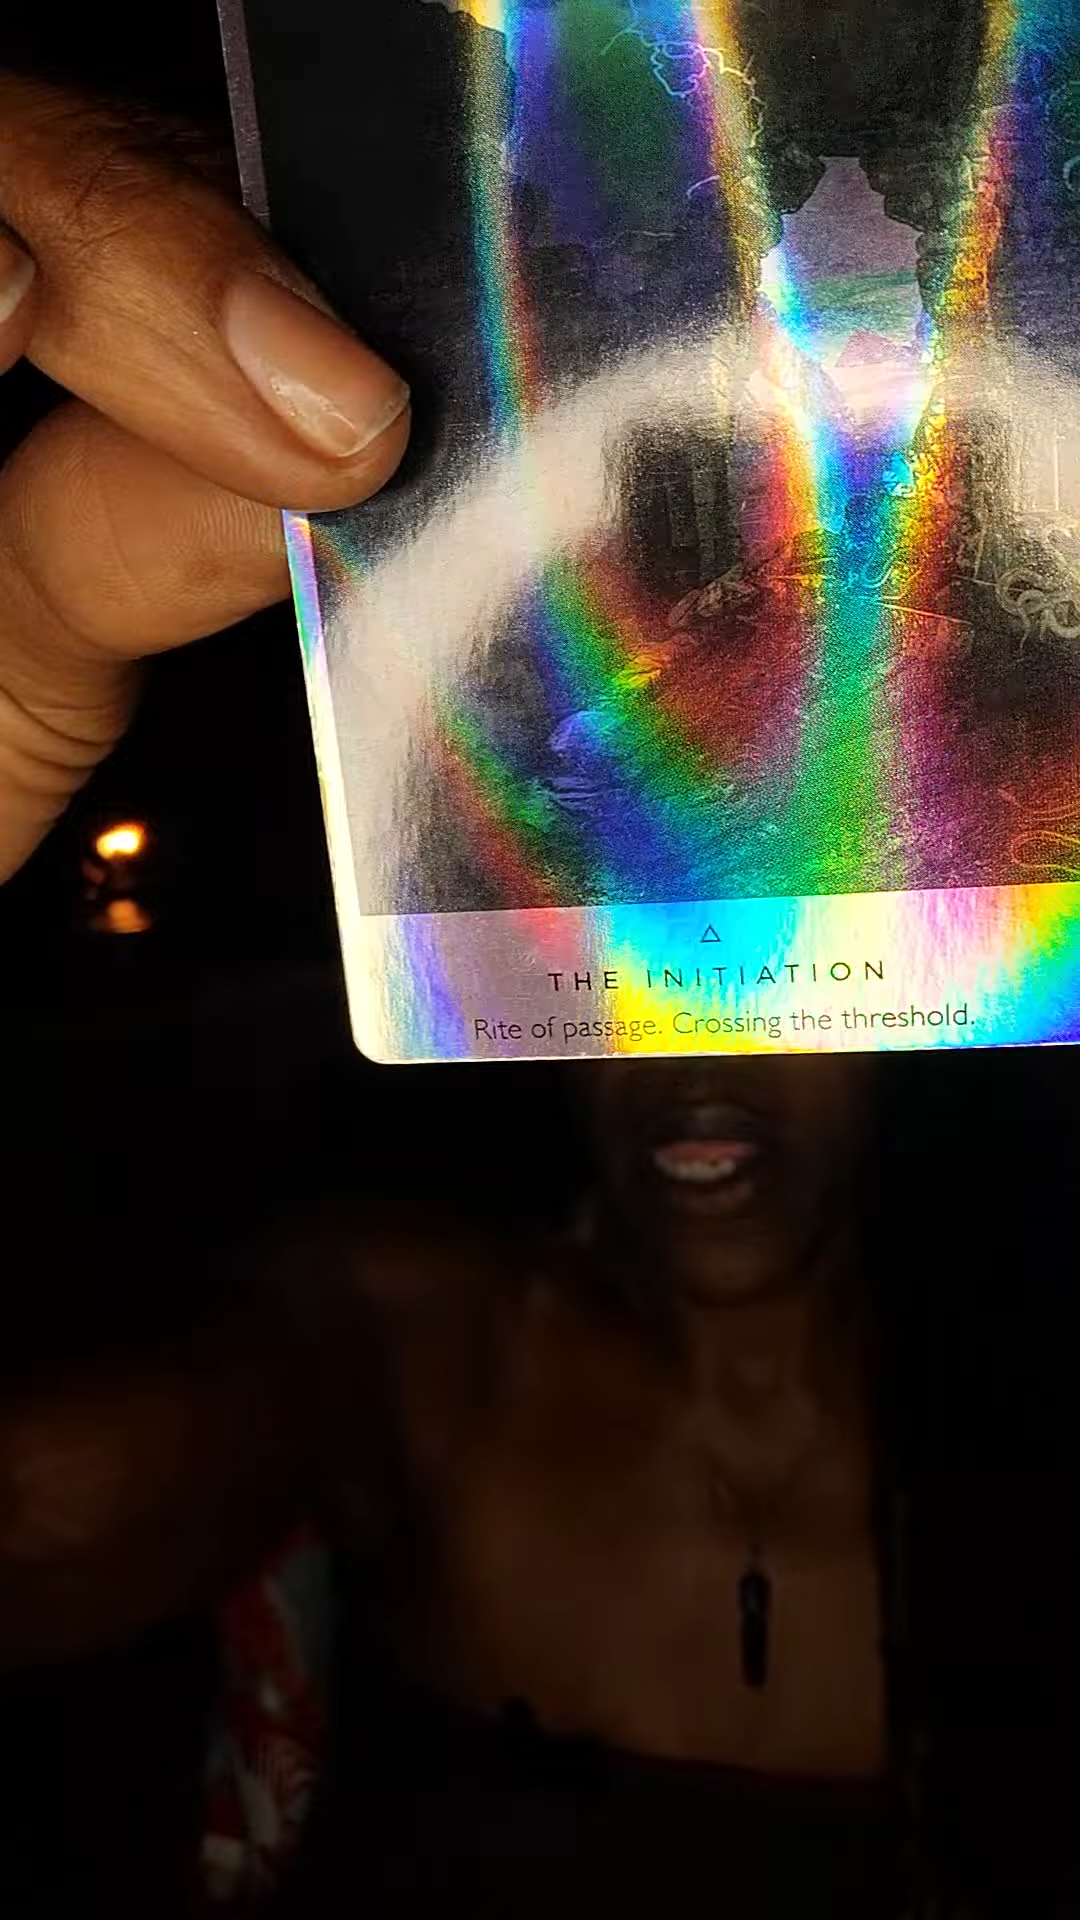 THE INITIATION
Rite of passage. Crossing the threshold.